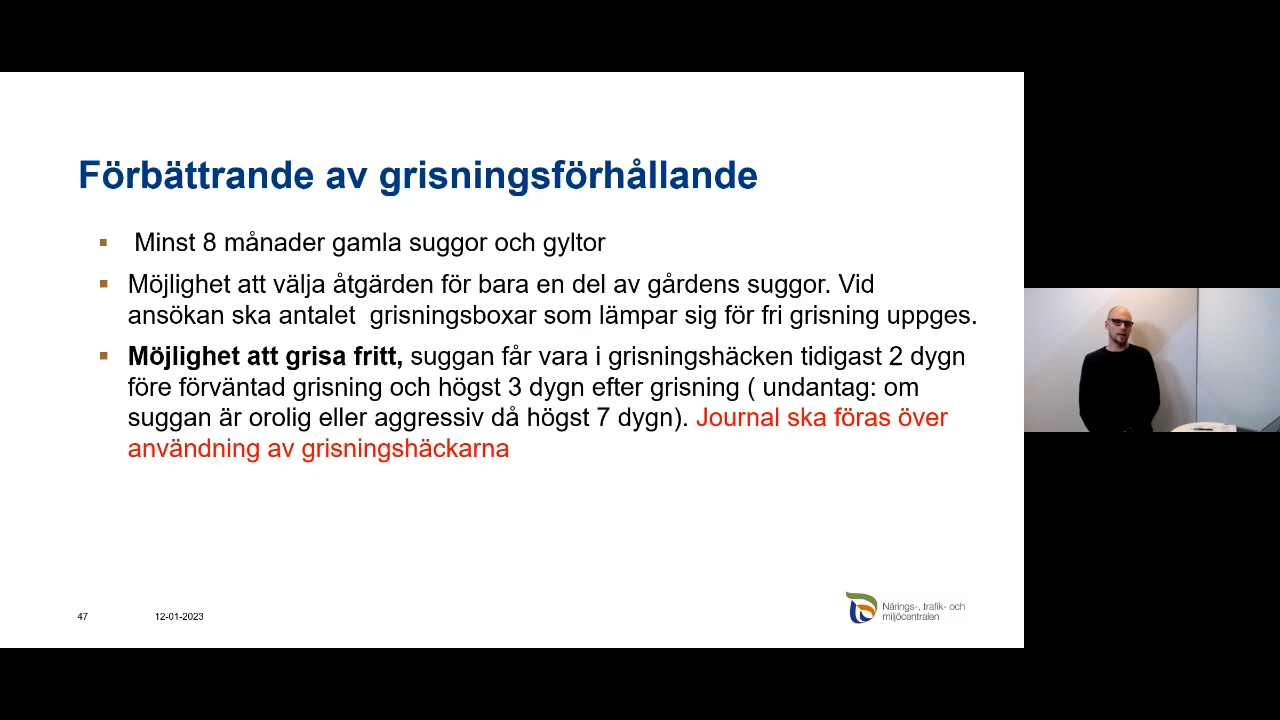 Förbättrande av grisningsförhållande
▪ Minst 8 månader gamla suggor och gyltor
▪ Möjlighet att välja åtgärden för bara en del av gårdens suggor. Vid
ansökan ska antalet grisningsboxar som lämpar sig för fri grisning uppges.
▪ Möjlighet att grisa fritt, suggan får vara i grisningshäcken tidigast 2 dygn
före förväntad grisning och högst 3 dygn efter grisning ( undantag: om
suggan är orolig eller aggressiv då högst 7 dygn). Journal ska föras över
användning av grisningshäckarna
47 12-01-2023
Närings-, trafik- och
miljöcentralen